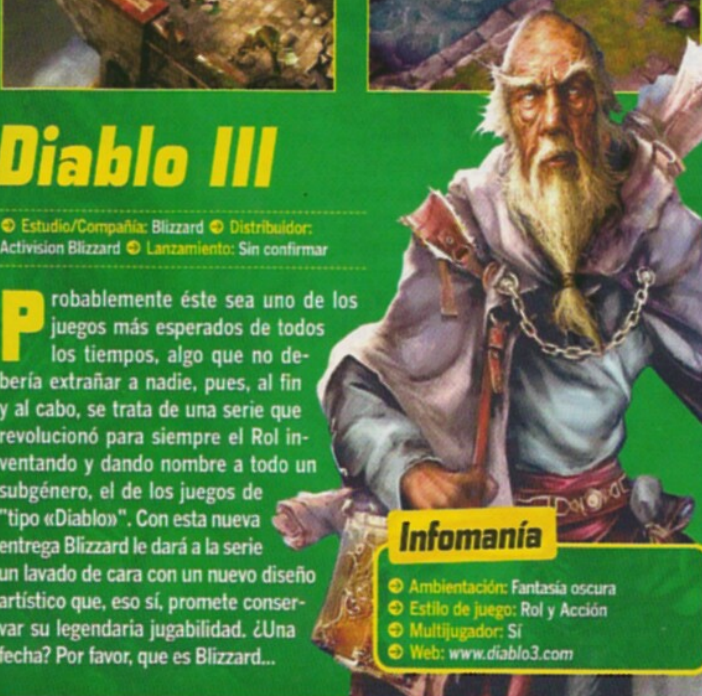 Diablo III
Estudio/Compañía: Blizzard Distribuidor:
Activision Blizzard Lanzamiento: Sin confirmar
Probablemente éste sea uno de los
juegos más esperados de todos
los tiempos, algo que no de-
bería extrañar a nadie, pues, al fin
y al cabo, se trata de una serie que
revolucionó para siempre el Rol in-
ventando y dando nombre a todo un
subgénero, el de los juegos de
"tipo «Diablo»". Con esta nueva
entrega Blizzard le dará a la serie
un lavado de cara con un nuevo diseño
artístico que, eso sí, promete conser-
var su legendaria jugabilidad. ¿Una
fecha? Por favor, que es Blizzard...
Infomanía
Ambientación: Fantasía oscura
Estilo de juego: Rol y Acción
Multijugador: Sí
Web: www.diablo3.com